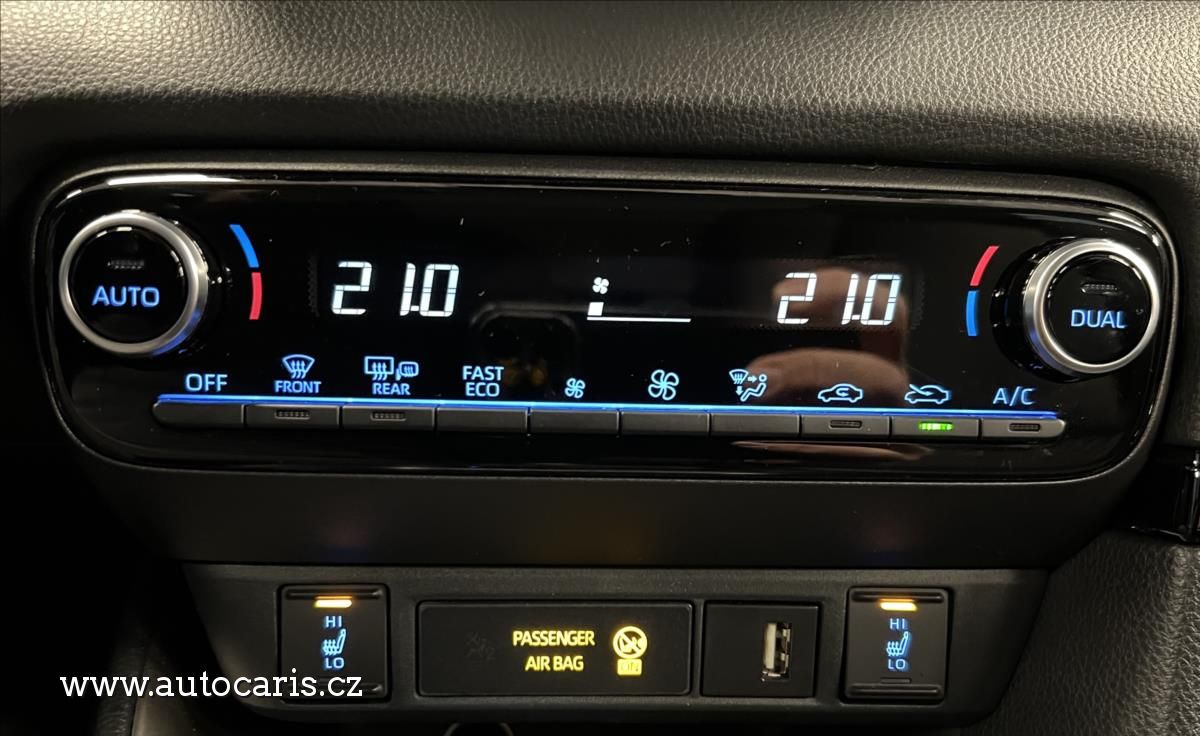 21.0
21.0
AUTO
DUAL
OFF
FRONT
REAR
FAST
ECO
A/C
HI
LO
PASSENGER
AIR BAG
ON
HI
LO
www.autocaris.cz